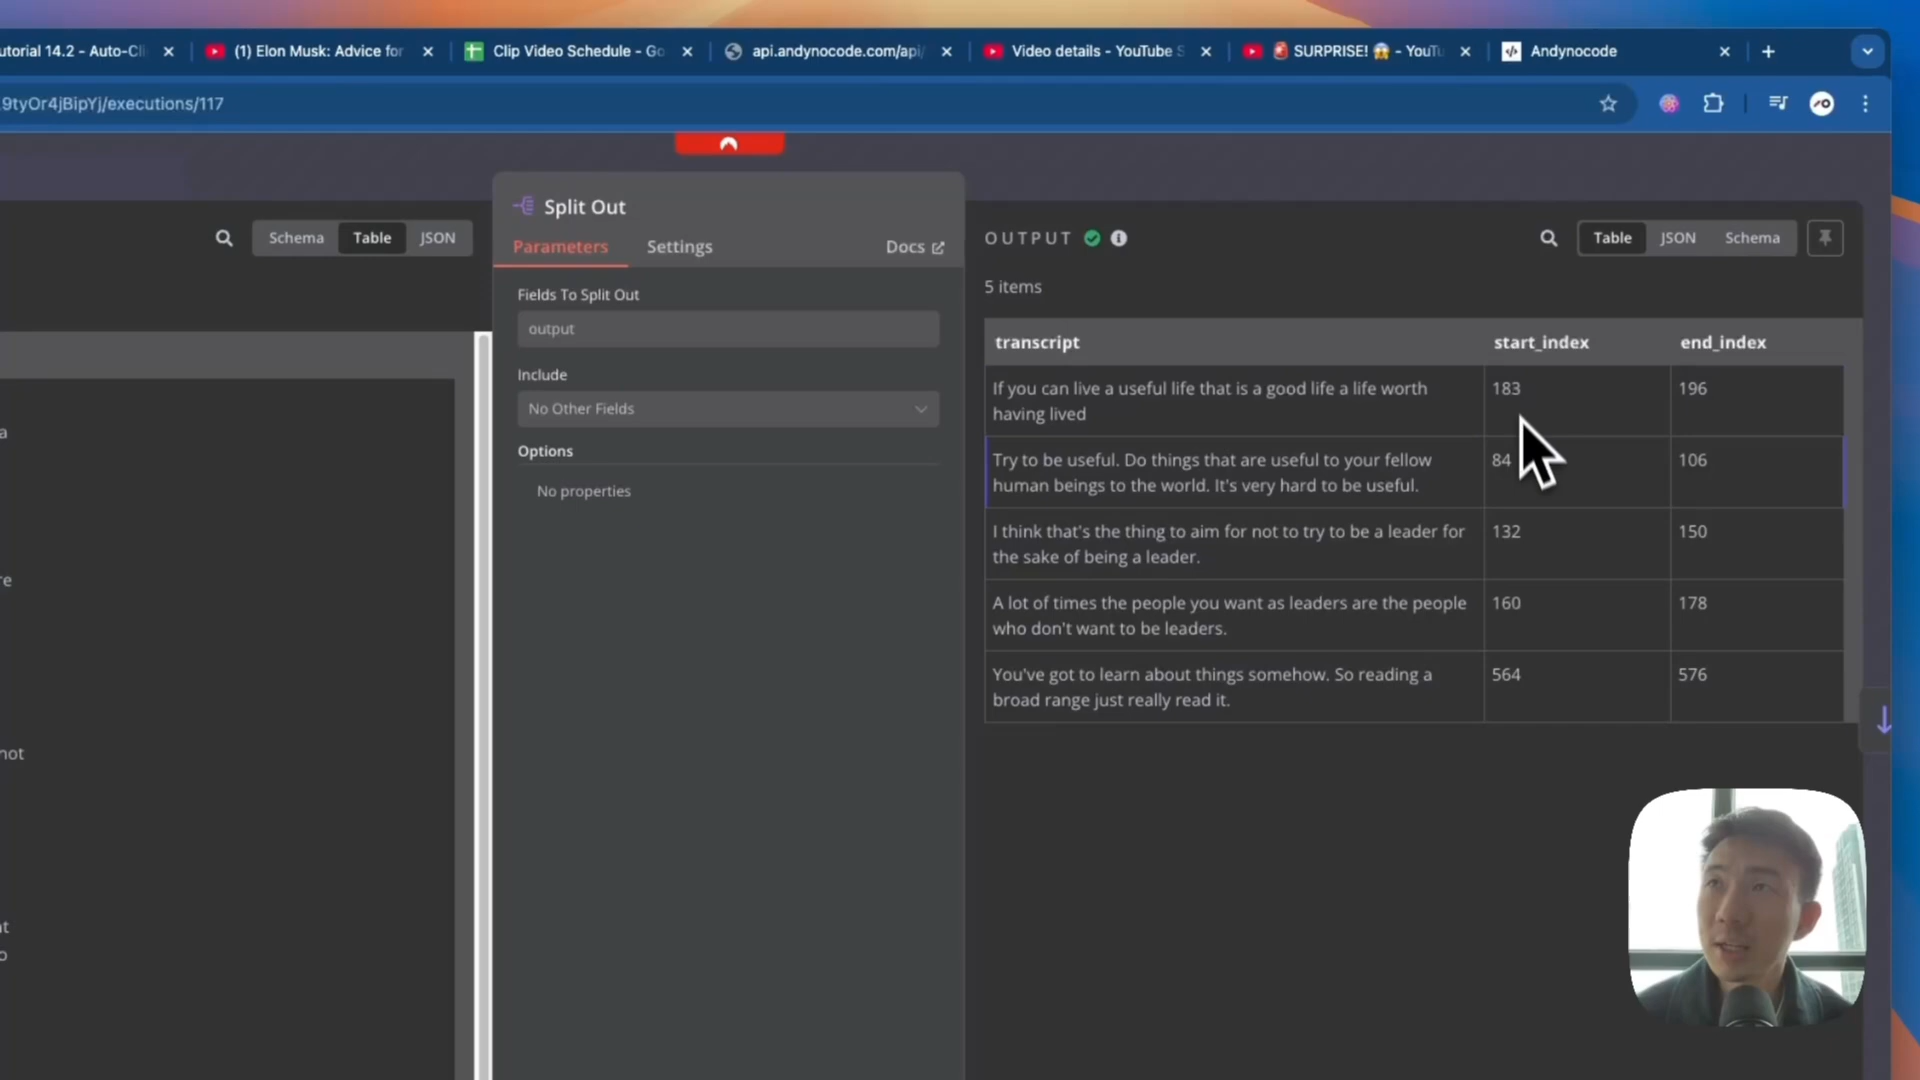 utorial 14.2 - Auto-Cli
(1) Elon Musk: Advice for
Clip Video Schedule - Go
api.andynocode.com/api/
Video details - YouTube S
SURPRISE! 😱 - YouTu
Andynocode
9tyOr4jBipYj/executions/117
Schema
Table
JSON
a
re
not
t
o
Split Out
Parameters
Settings
Docs
Fields To Split Out
output
Include
No Other Fields
Options
No properties
OUTPUT
Table
JSON
Schema
5 items
transcript start_index end_index
If you can live a useful life that is a good life a life worth 183 196
having lived
Try to be useful. Do things that are useful to your fellow 84 106
human beings to the world. It's very hard to be useful.
I think that's the thing to aim for not to try to be a leader for 132 150
the sake of being a leader.
A lot of times the people you want as leaders are the people 160 178
who don't want to be leaders.
You've got to learn about things somehow. So reading a 564 576
broad range just really read it.